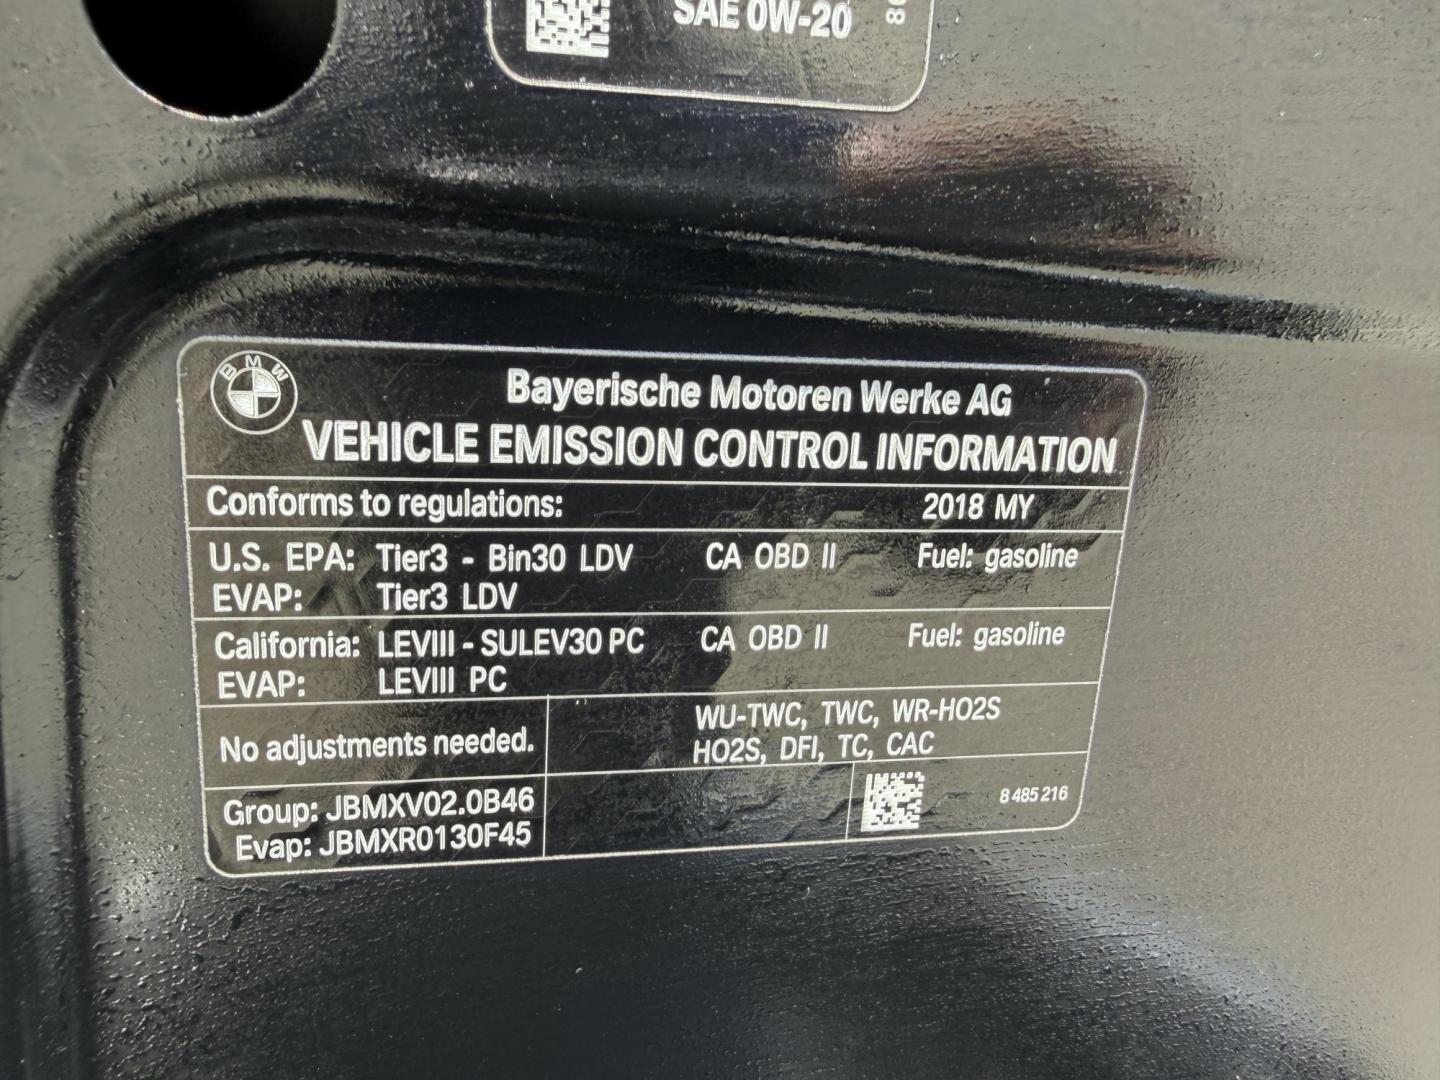 SAE 0W-20
BMW
Bayerische Motoren Werke AG
VEHICLE EMISSION CONTROL INFORMATION
Conforms to regulations: 2018 MY
U.S. EPA: Tier3 - Bin30 LDV CA OBD II Fuel: gasoline
EVAP: Tier3 LDV
California: LEVIII - SULEV30 PC CA OBD II Fuel: gasoline
EVAP: LEVIII PC
No adjustments needed.
WU-TWC, TWC, WR-HO2S
HO2S, DFI, TC, CAC
Group: JBMXV02.0B46
Evap: JBMXR0130F45
8 485 216